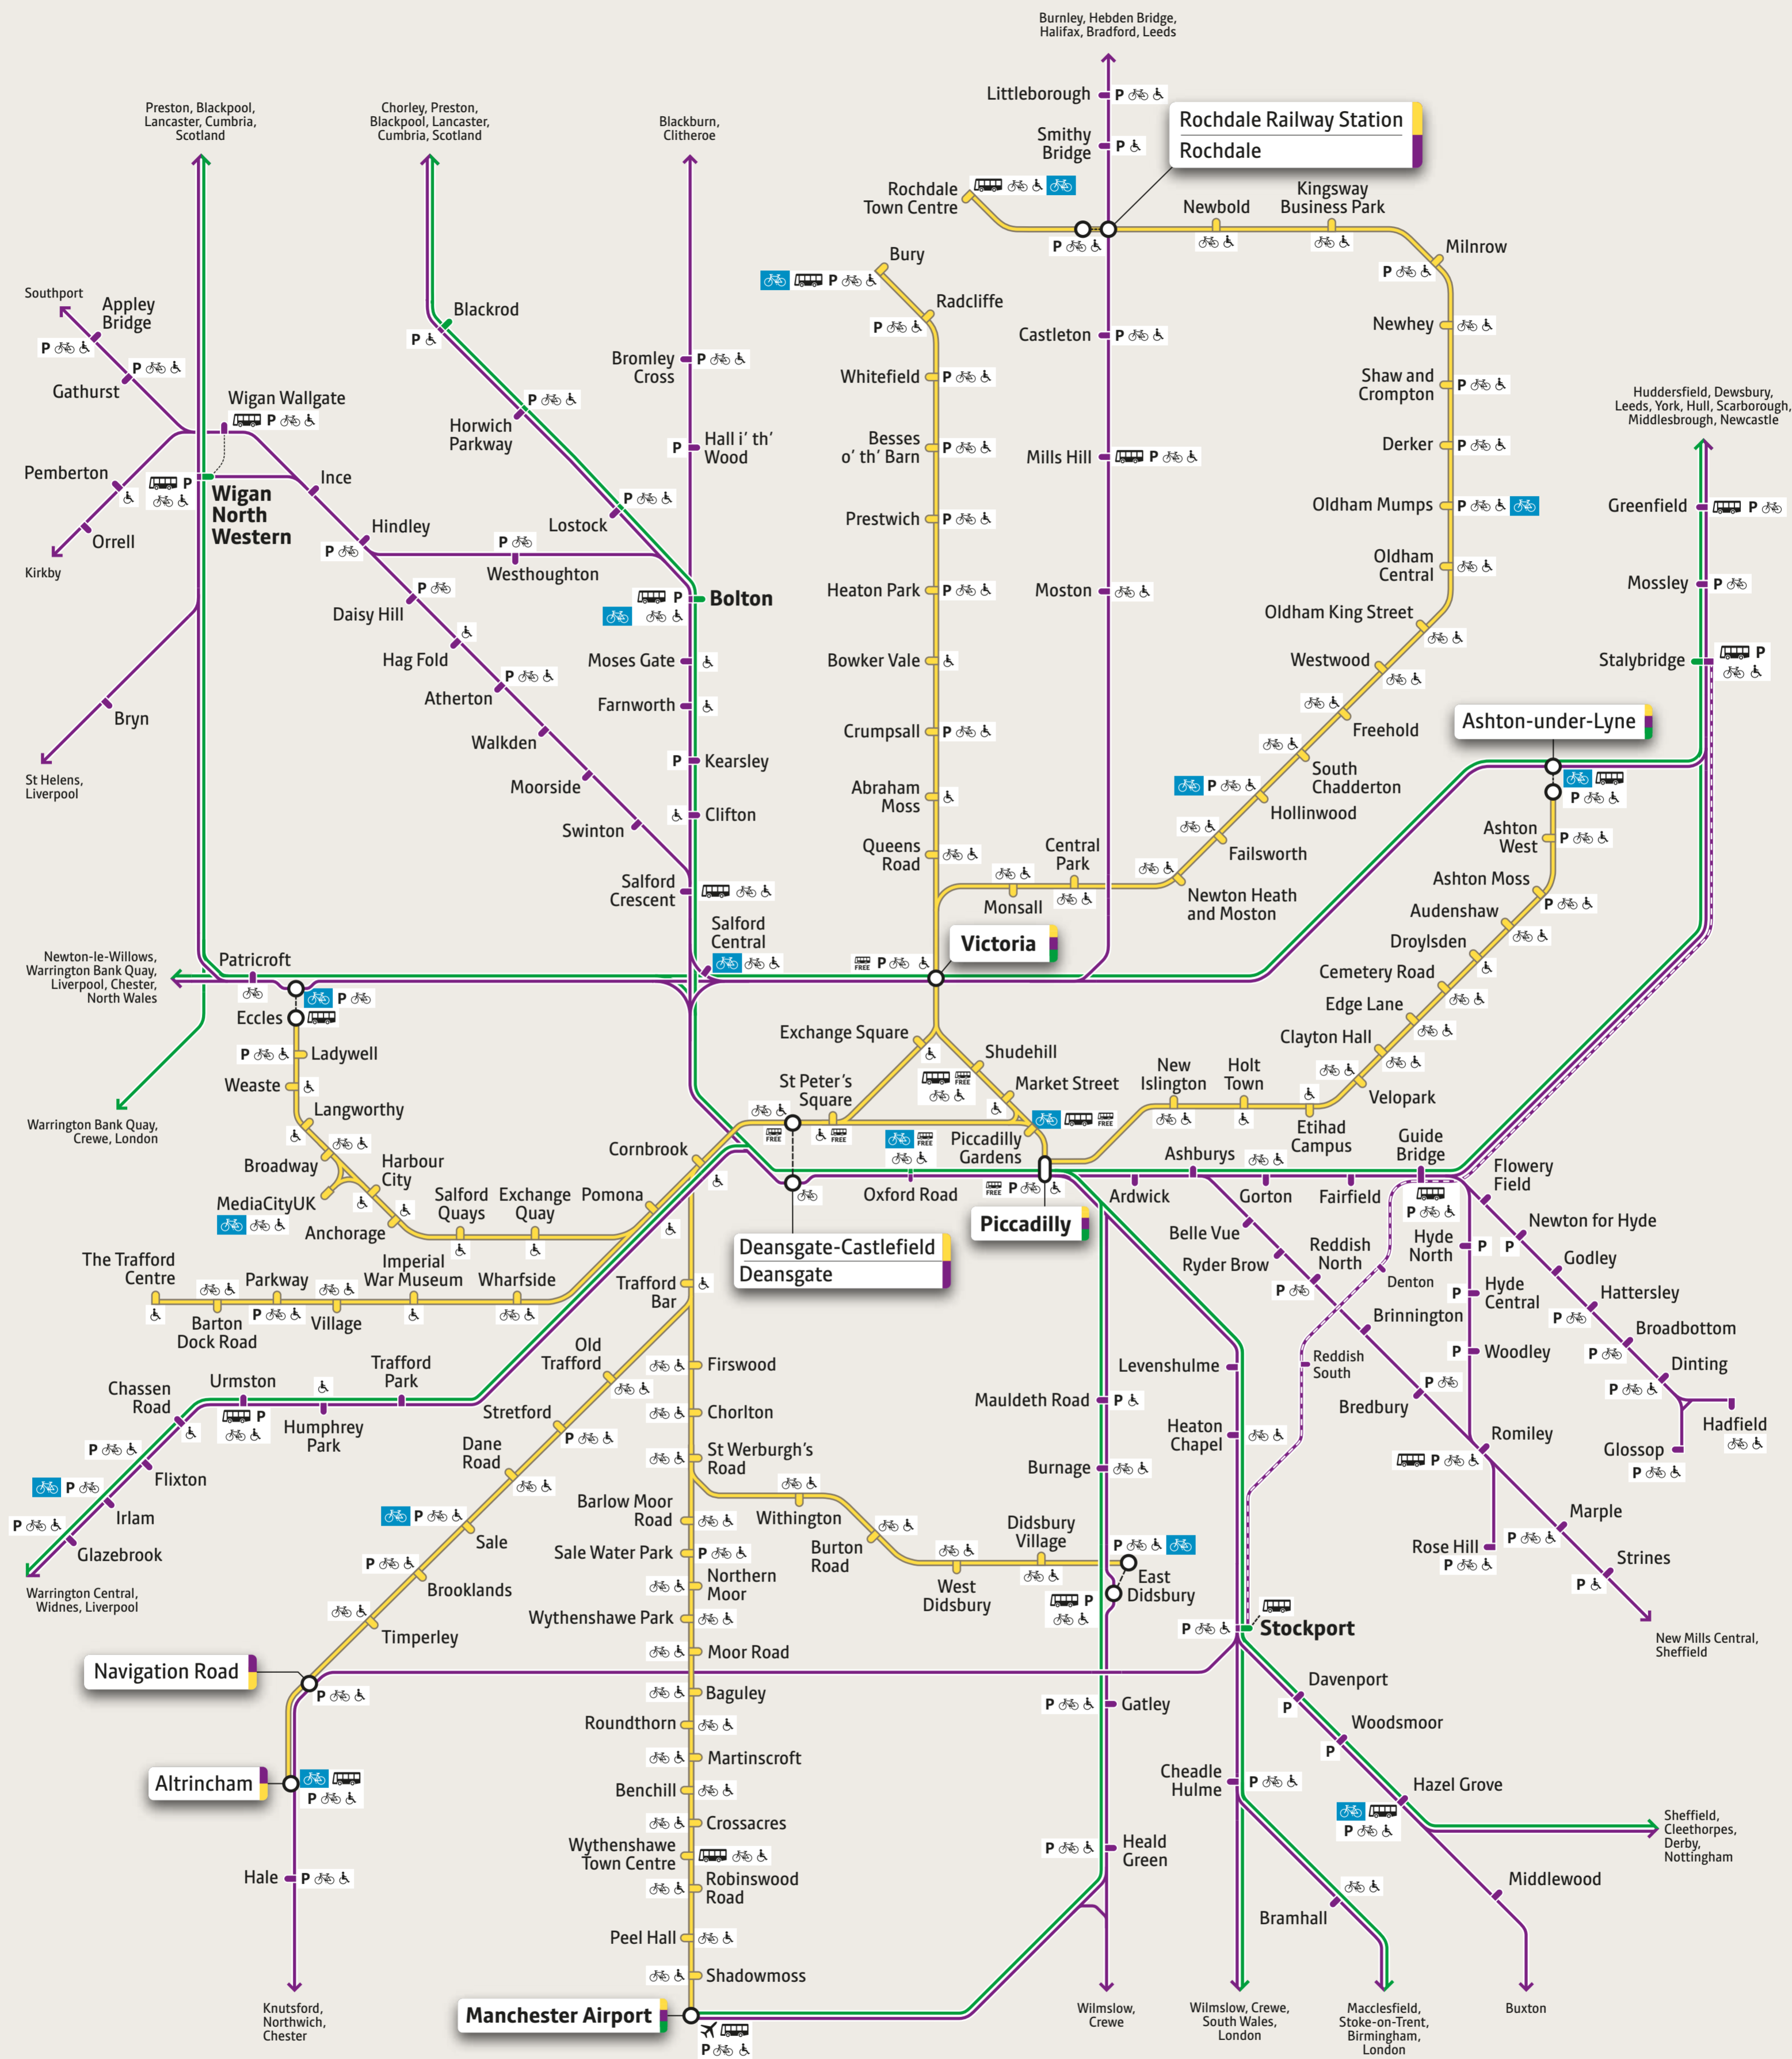 Burnley, Hebden Bridge,
Halifax, Bradford, Leeds
Preston, Blackpool,
Lancaster, Cumbria,
Scotland
Chorley, Preston,
Blackpool, Lancaster,
Cumbria, Scotland
Blackburn,
Clitheroe
Littleborough
P
Smithy
Bridge
P
Rochdale Railway Station
Rochdale
Rochdale
Town Centre
P
Newbold
Kingsway
Business Park
Milnrow
P
Bury
P
Radcliffe
P
Southport
Appley
Bridge
P
Gathurst
P
Blackrod
P
Newhey
Castleton
P
Bromley
Cross
P
Whitefield
P
Shaw and
Crompton
P
Wigan Wallgate
P
Horwich
Parkway
P
Hall i' th'
Wood
P
Besses
o' th' Barn
P
Mills Hill
P
Derker
P
Huddersfield, Dewsbury,
Leeds, York, Hull, Scarborough,
Middlesbrough, Newcastle
Pemberton
P
Wigan
North
Western
Ince
Lostock
P
Prestwich
P
Oldham Mumps
P
Greenfield
P
Orrell
Kirkby
Hindley
P
Westhoughton
P
Oldham
Central
Daisy Hill
P
Bolton
P
Heaton Park
P
Moston
Oldham King Street
Mossley
P
Hag Fold
Moses Gate
Bowker Vale
Westwood
Stalybridge
P
Atherton
P
Farnworth
Freehold
Ashton-under-Lyne
P
Bryn
Walkden
Kearsley
P
Crumpsall
P
South
Chadderton
St Helens,
Liverpool
Moorside
Abraham
Moss
Hollinwood
P
Swinton
Clifton
Queens
Road
Central
Park
Failsworth
Ashton
West
P
Salford
Crescent
Monsall
Newton Heath
and Moston
Ashton Moss
P
Audenshaw
Salford
Central
Victoria
FREE
P
Droylsden
Newton-le-Willows,
Warrington Bank Quay,
Liverpool, Chester,
North Wales
Patricroft
P
Cemetery Road
Eccles
Edge Lane
Exchange Square
Clayton Hall
Ladywell
P
Shudehill
FREE
Velopark
Weaste
St Peter's
Square
FREE
FREE
Market Street
New
Islington
Holt
Town
Etihad
Campus
Warrington Bank Quay,
Crewe, London
Langworthy
Cornbrook
FREE
Piccadilly
Gardens
FREE
Guide
Bridge
P
Broadway
Harbour
City
Oxford Road
FREE
P
Ashburys
Ardwick
Gorton
Fairfield
Flowery
Field
MediaCityUK
Anchorage
Salford
Quays
Exchange
Quay
Pomona
Piccadilly
Belle Vue
Newton for Hyde
P
Deansgate-Castlefield
Deansgate
Ryder Brow
Reddish
North
P
Hyde
North
P
Godley
The Trafford
Centre
Barton
Dock Road
Parkway
P
Village
Imperial
War Museum
Wharfside
Trafford
Bar
Denton
Hyde
Central
P
Hattersley
P
Brinnington
Broadbottom
P
Old
Trafford
Firswood
Levenshulme
Reddish
South
Woodley
P
Dinting
P
Chassen
Road
Urmston
P
Humphrey
Park
Trafford
Park
Stretford
P
Chorlton
Mauldeth Road
P
Bredbury
P
Hadfield
Glossop
P
Flixton
P
Dane
Road
St Werburgh's
Road
Heaton
Chapel
Romiley
P
Irlam
P
Burnage
Glazebrook
P
Sale
P
Barlow Moor
Road
Withington
Burton
Road
Didsbury
Village
West
Didsbury
P
East
Didsbury
P
Rose Hill
P
Marple
P
Warrington Central,
Widnes, Liverpool
Brooklands
P
Sale Water Park
P
Northern
Moor
Strines
P
Timperley
Wythenshawe Park
Stockport
P
New Mills Central,
Sheffield
Navigation Road
P
Moor Road
Davenport
P
Baguley
Gatley
P
Roundthorn
Woodsmoor
P
Altrincham
P
Martinscroft
Benchill
Cheadle
Hulme
P
Hazel Grove
P
Crossacres
Sheffield,
Cleethorpes,
Derby,
Nottingham
Wythenshawe
Town Centre
Heald
Green
P
Hale
P
Robinswood
Road
Middlewood
Bramhall
Peel Hall
Shadowmoss
Manchester Airport
P
Knutsford,
Northwich,
Chester
Wilmslow,
Crewe
Wilmslow, Crewe,
South Wales,
London
Macclesfield,
Stoke-on-Trent,
Birmingham,
London
Buxton